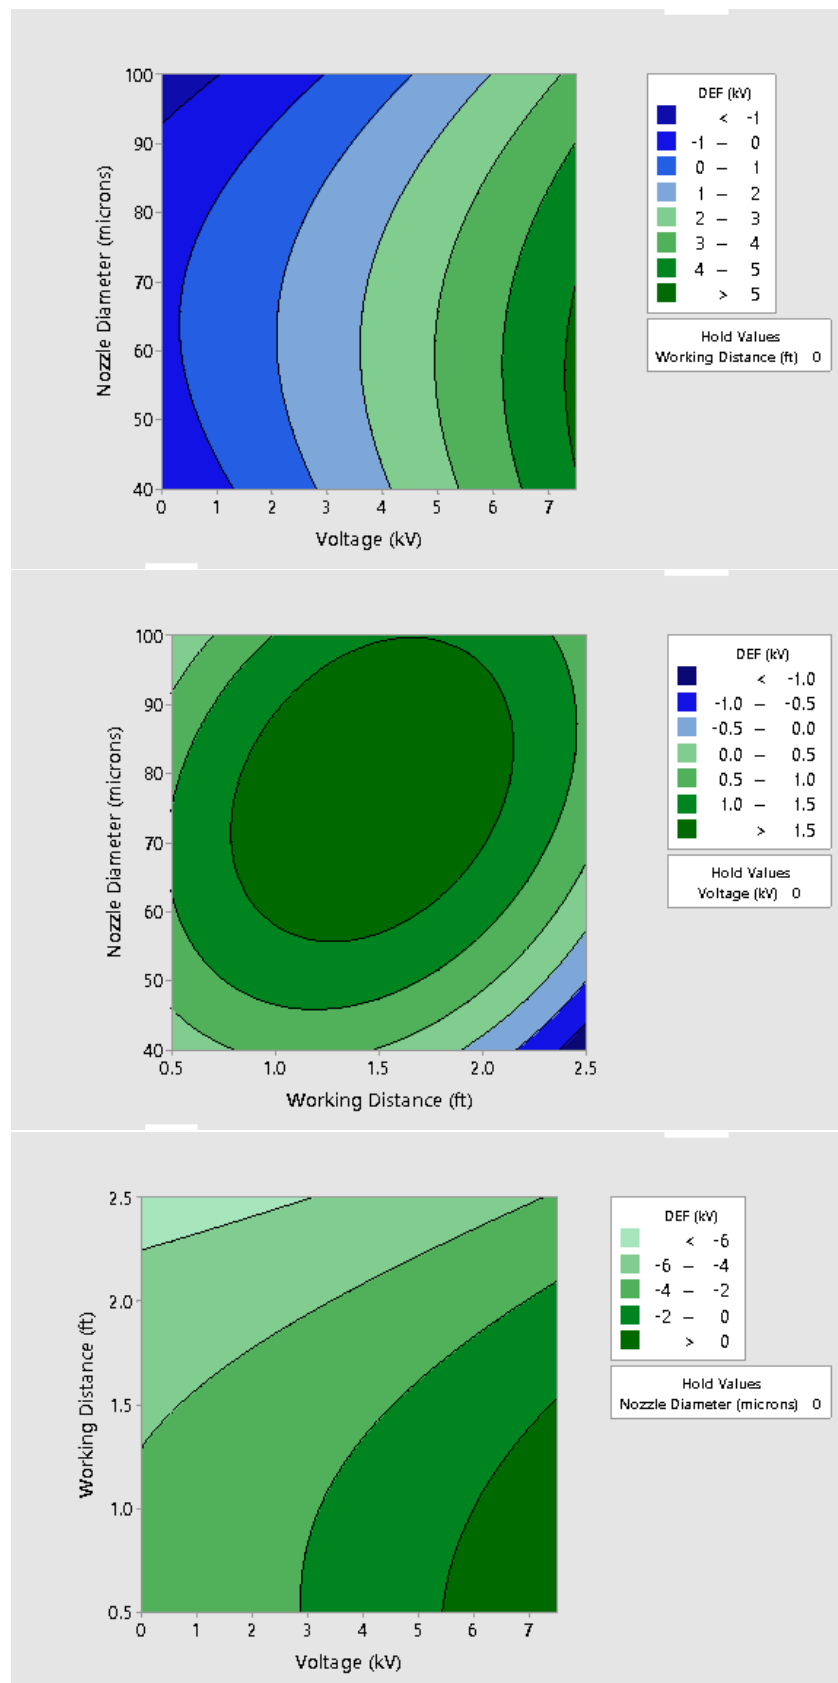 DEF (kV)
< -1
-1 – 0
0 – 1
1 – 2
2 – 3
3 – 4
4 – 5
> 5
Hold Values
Working Distance (ft) 0
100
90
80
70
60
50
40
Nozzle Diameter (microns)
0 1 2 3 4 5 6 7
Voltage (kV)
DEF (kV)
< -1.0
-1.0 – -0.5
-0.5 – 0.0
0.0 – 0.5
0.5 – 1.0
1.0 – 1.5
> 1.5
Hold Values
Voltage (kV) 0
100
90
80
70
60
50
40
Nozzle Diameter (microns)
0.5 1.0 1.5 2.0 2.5
Working Distance (ft)
DEF (kV)
< -6
-6 – -4
-4 – -2
-2 – 0
> 0
Hold Values
Nozzle Diameter (microns) 0
2.5
2.0
1.5
1.0
0.5
Working Distance (ft)
0 1 2 3 4 5 6 7
Voltage (kV)